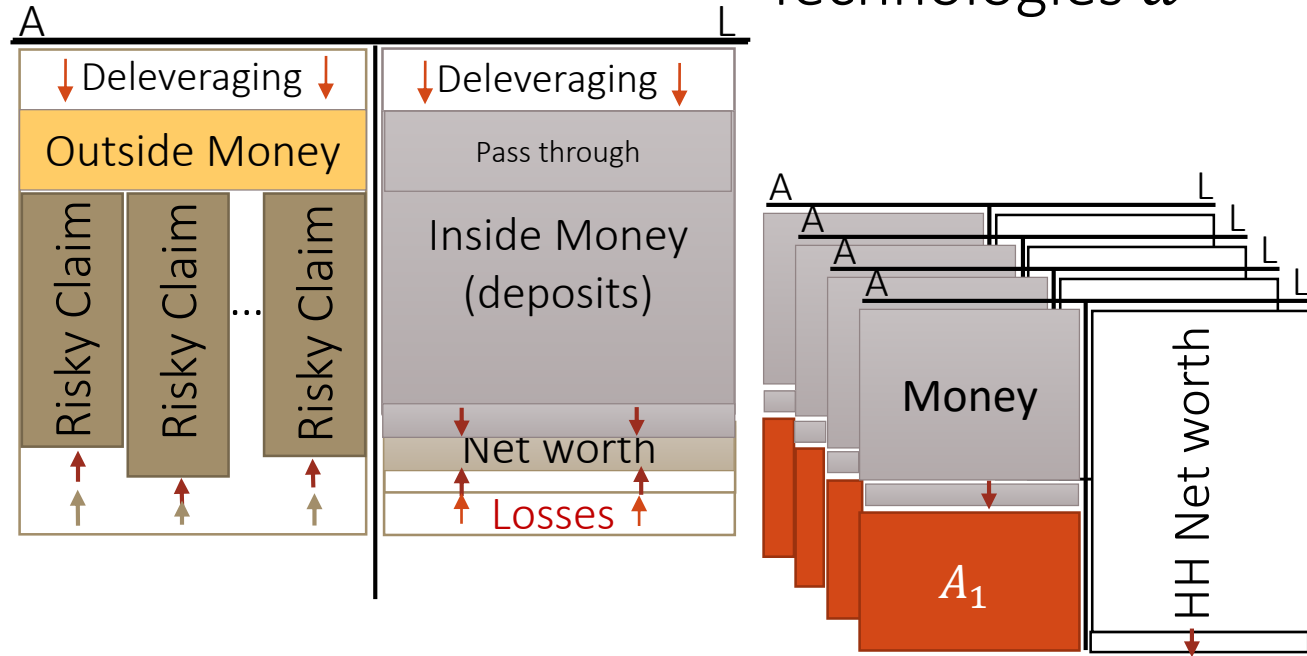 Technologies 𝑎
A L
Deleveraging Deleveraging
Outside Money
Pass through
Risky Claim
Risky Claim
...
Risky Claim
Inside Money
(deposits)
Net worth
Losses
A L
A L
A L
A L
Money
A₁
HH Net worth